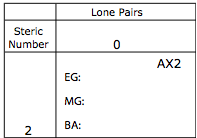 Lone Pairs
Steric
Number
0
AX2
EG:
MG:
BA:
2